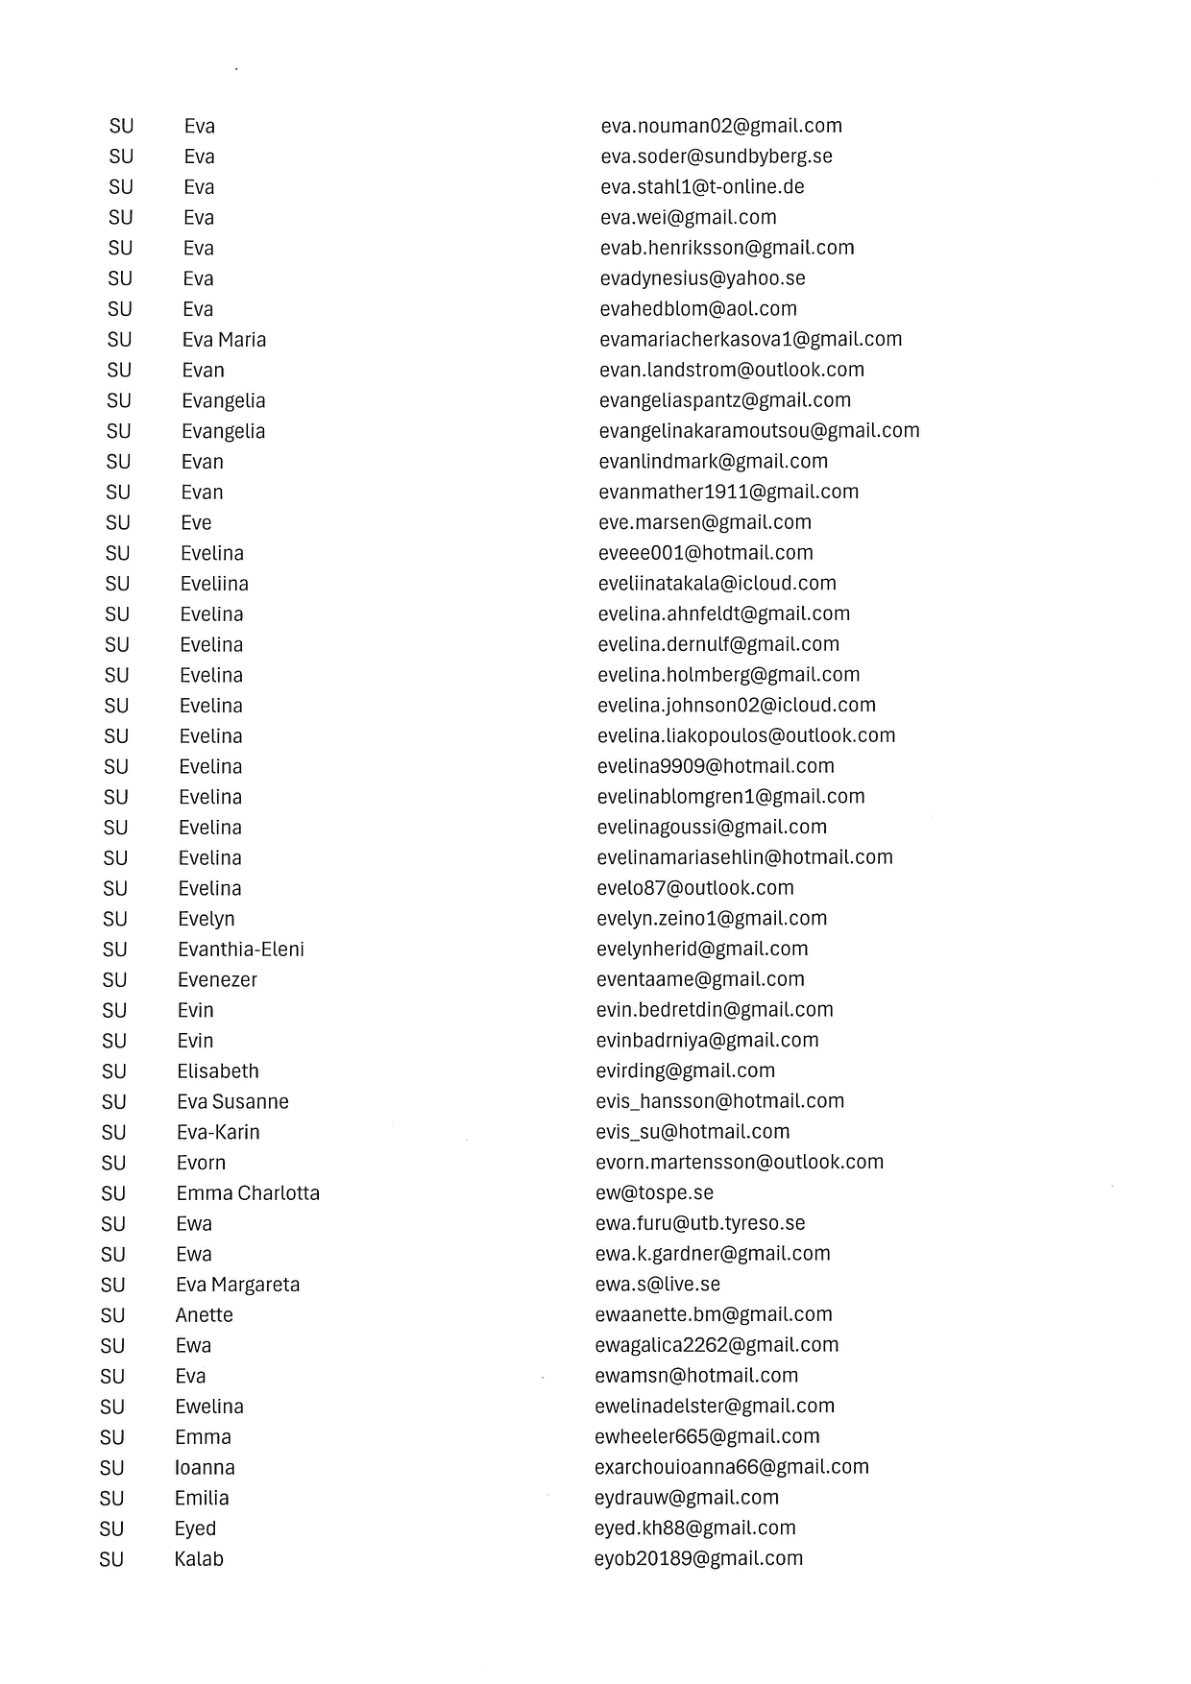 SU Eva eva.nouman02@gmail.com
SU Eva eva.soder@sundbyberg.se
SU Eva eva.stahl1@t-online.de
SU Eva eva.wei@gmail.com
SU Eva evab.henriksson@gmail.com
SU Eva evadynesius@yahoo.se
SU Eva evahedblom@aol.com
SU Eva Maria evamariacherkasova1@gmail.com
SU Evan evan.landstrom@outlook.com
SU Evangelia evangeliaspantz@gmail.com
SU Evangelia evangelinakaramoutsou@gmail.com
SU Evan evanlindmark@gmail.com
SU Evan evanmather1911@gmail.com
SU Eve eve.marsen@gmail.com
SU Evelina eveee001@hotmail.com
SU Eveliina eveliinatakala@icloud.com
SU Evelina evelina.ahnfeldt@gmail.com
SU Evelina evelina.dernulf@gmail.com
SU Evelina evelina.holmberg@gmail.com
SU Evelina evelina.johnson02@icloud.com
SU Evelina evelina.liakopoulos@outlook.com
SU Evelina evelina9909@hotmail.com
SU Evelina evelinablomgren1@gmail.com
SU Evelina evelinagoussi@gmail.com
SU Evelina evelinamariasehlin@hotmail.com
SU Evelina evelo87@outlook.com
SU Evelyn evelyn.zeino1@gmail.com
SU Evanthia-Eleni evelynherid@gmail.com
SU Evenezer eventaame@gmail.com
SU Evin evin.bedretdin@gmail.com
SU Evin evinbadrniya@gmail.com
SU Elisabeth evirding@gmail.com
SU Eva Susanne evis_hansson@hotmail.com
SU Eva-Karin evis_su@hotmail.com
SU Evorn evorn.martensson@outlook.com
SU Emma Charlotta ew@tospe.se
SU Ewa ewa.furu@utb.tyreso.se
SU Ewa ewa.k.gardner@gmail.com
SU Eva Margareta ewa.s@live.se
SU Anette ewaanette.bm@gmail.com
SU Ewa ewagalica2262@gmail.com
SU Eva ewamsn@hotmail.com
SU Ewelina ewelinadelster@gmail.com
SU Emma ewheeler665@gmail.com
SU Ioanna exarchouioanna66@gmail.com
SU Emilia eydrauw@gmail.com
SU Eyed eyed.kh88@gmail.com
SU Kalab eyob20189@gmail.com